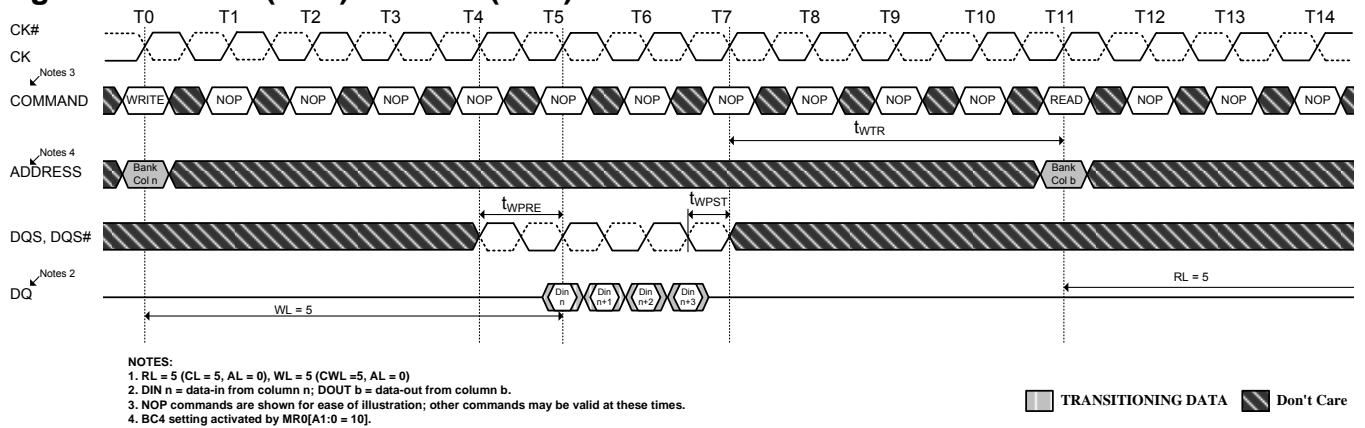 T0 T1 T2 T3 T4 T5 T6 T7 T8 T9 T10 T11 T12 T13 T14
CK#
CK
Notes 3
COMMAND WRITE NOP NOP NOP NOP NOP NOP NOP NOP NOP NOP READ NOP NOP NOP
tWTR
Notes 4
ADDRESS Bank Col n Bank Col b
tWPRE tWPST
DQS, DQS#
Notes 2
DQ Din n Din n+1 Din n+2 Din n+3
WL = 5 RL = 5
NOTES:
1. RL = 5 (CL = 5, AL = 0), WL = 5 (CWL =5, AL = 0)
2. DIN n = data-in from column n; DOUT b = data-out from column b.
3. NOP commands are shown for ease of illustration; other commands may be valid at these times.
4. BC4 setting activated by MR0[A1:0 = 10].
TRANSITIONING DATA Don't Care